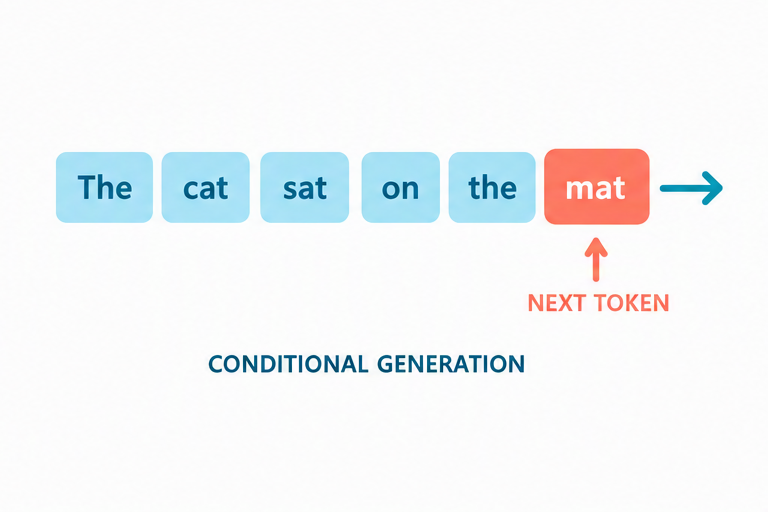 The cat sat on the mat
NEXT TOKEN
CONDITIONAL GENERATION